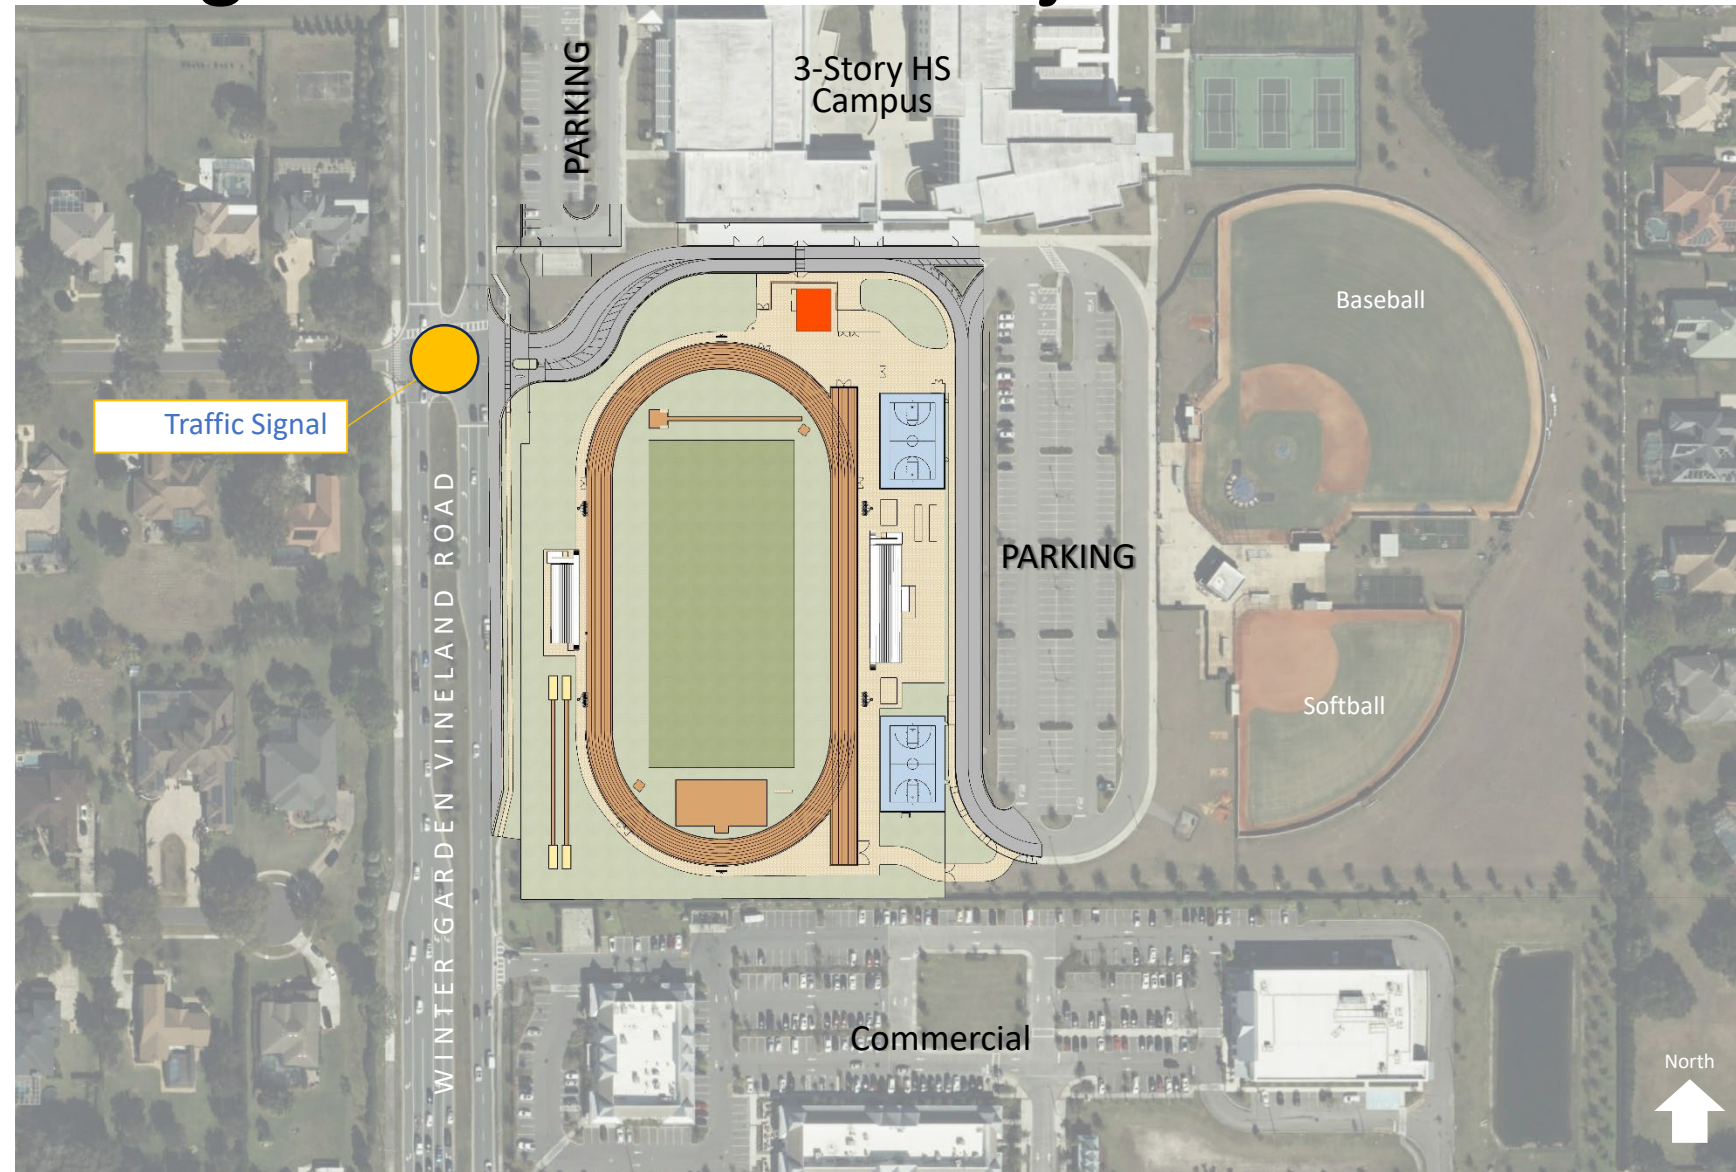 PARKING
3-Story HS
Campus
Baseball
Traffic Signal
WINTER GARDEN VINELAND ROAD
PARKING
Softball
Commercial
North